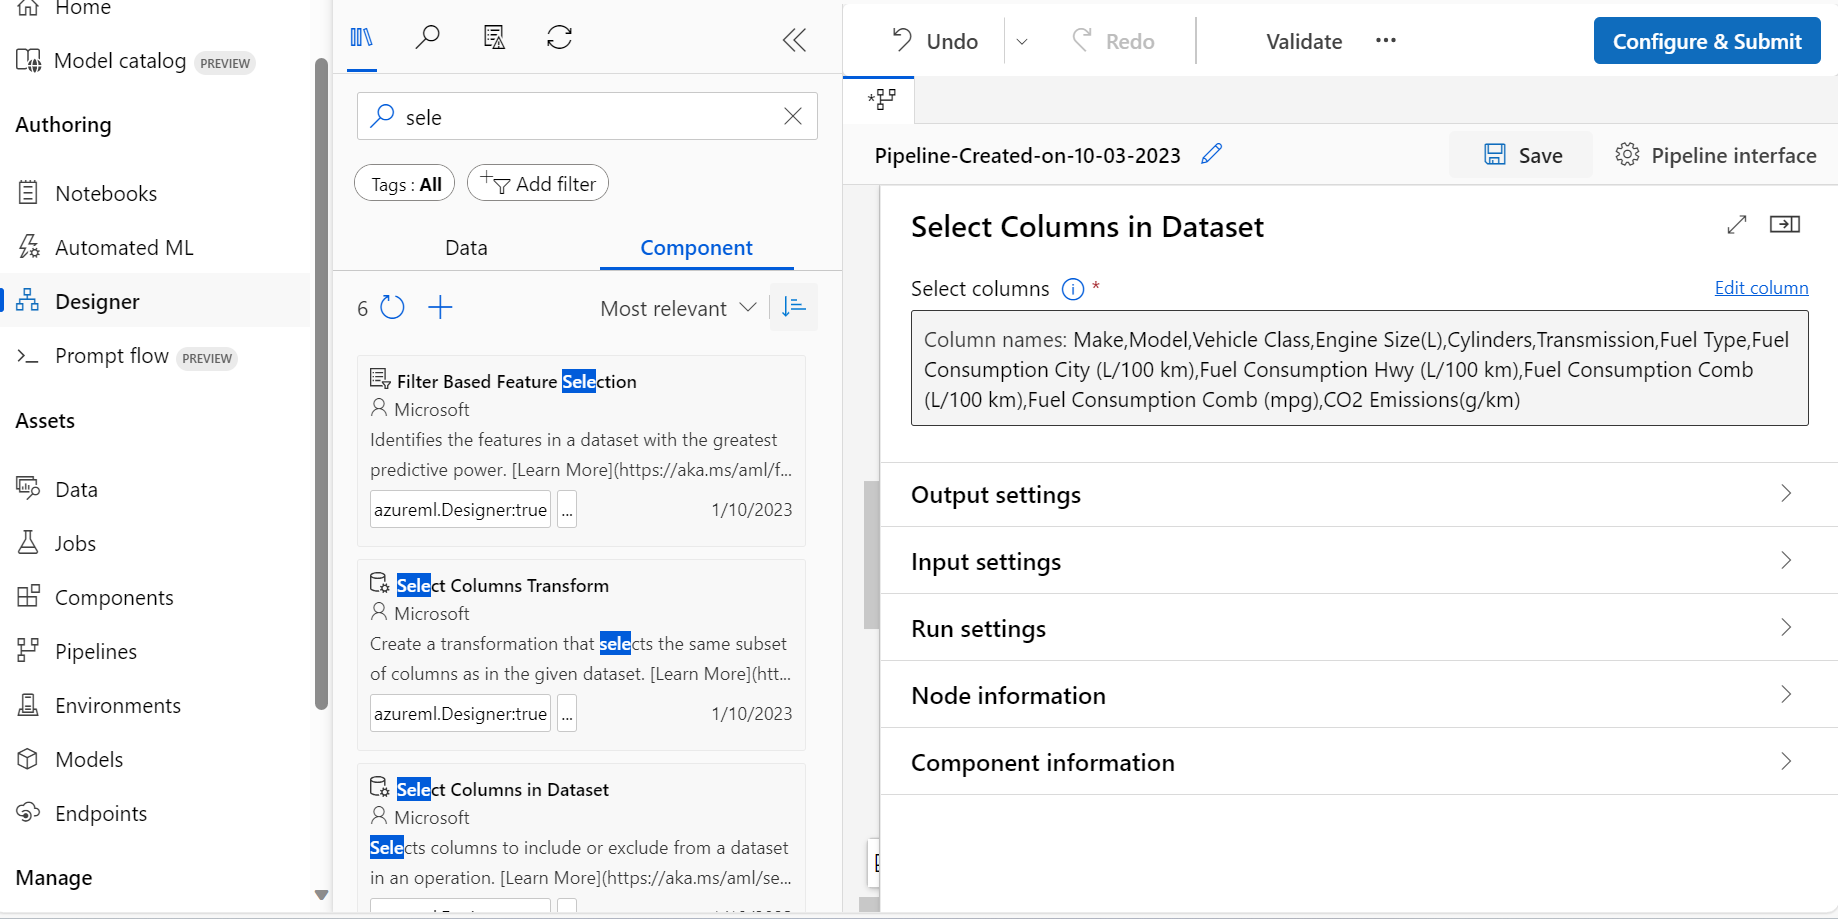 Home
Model catalog PREVIEW
Authoring
Notebooks
Automated ML
Designer
Prompt flow PREVIEW
Assets
Data
Jobs
Components
Pipelines
Environments
Models
Endpoints
Manage
sele
Tags : All
Add filter
Data
Component
6
Most relevant
Filter Based Feature Selection
Microsoft
Identifies the features in a dataset with the greatest
predictive power. [Learn More](https://aka.ms/aml/f...
azureml.Designer:true ... 1/10/2023
Select Columns Transform
Microsoft
Create a transformation that selects the same subset
of columns as in the given dataset. [Learn More](htt...
azureml.Designer:true ... 1/10/2023
Select Columns in Dataset
Microsoft
Selects columns to include or exclude from a dataset
in an operation. [Learn More](https://aka.ms/aml/se...
Undo
Redo
Validate
...
Configure & Submit
*
Pipeline-Created-on-10-03-2023
Save
Pipeline interface
Select Columns in Dataset
Select columns *
Edit column
Column names: Make,Model,Vehicle Class,Engine Size(L),Cylinders,Transmission,Fuel Type,Fuel
Consumption City (L/100 km),Fuel Consumption Hwy (L/100 km),Fuel Consumption Comb
(L/100 km),Fuel Consumption Comb (mpg),CO2 Emissions(g/km)
Output settings
Input settings
Run settings
Node information
Component information